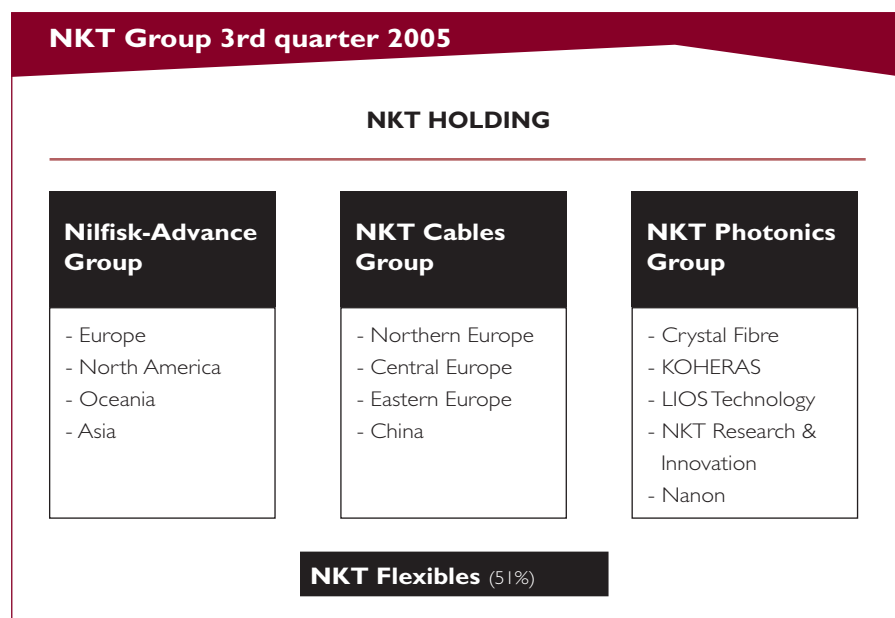 NKT Group 3rd quarter 2005
NKT HOLDING
Nilfisk-Advance
Group
- Europe
- North America
- Oceania
- Asia
NKT Cables
Group
- Northern Europe
- Central Europe
- Eastern Europe
- China
NKT Photonics
Group
- Crystal Fibre
- KOHERAS
- LIOS Technology
- NKT Research &
Innovation
- Nanon
NKT Flexibles (51%)